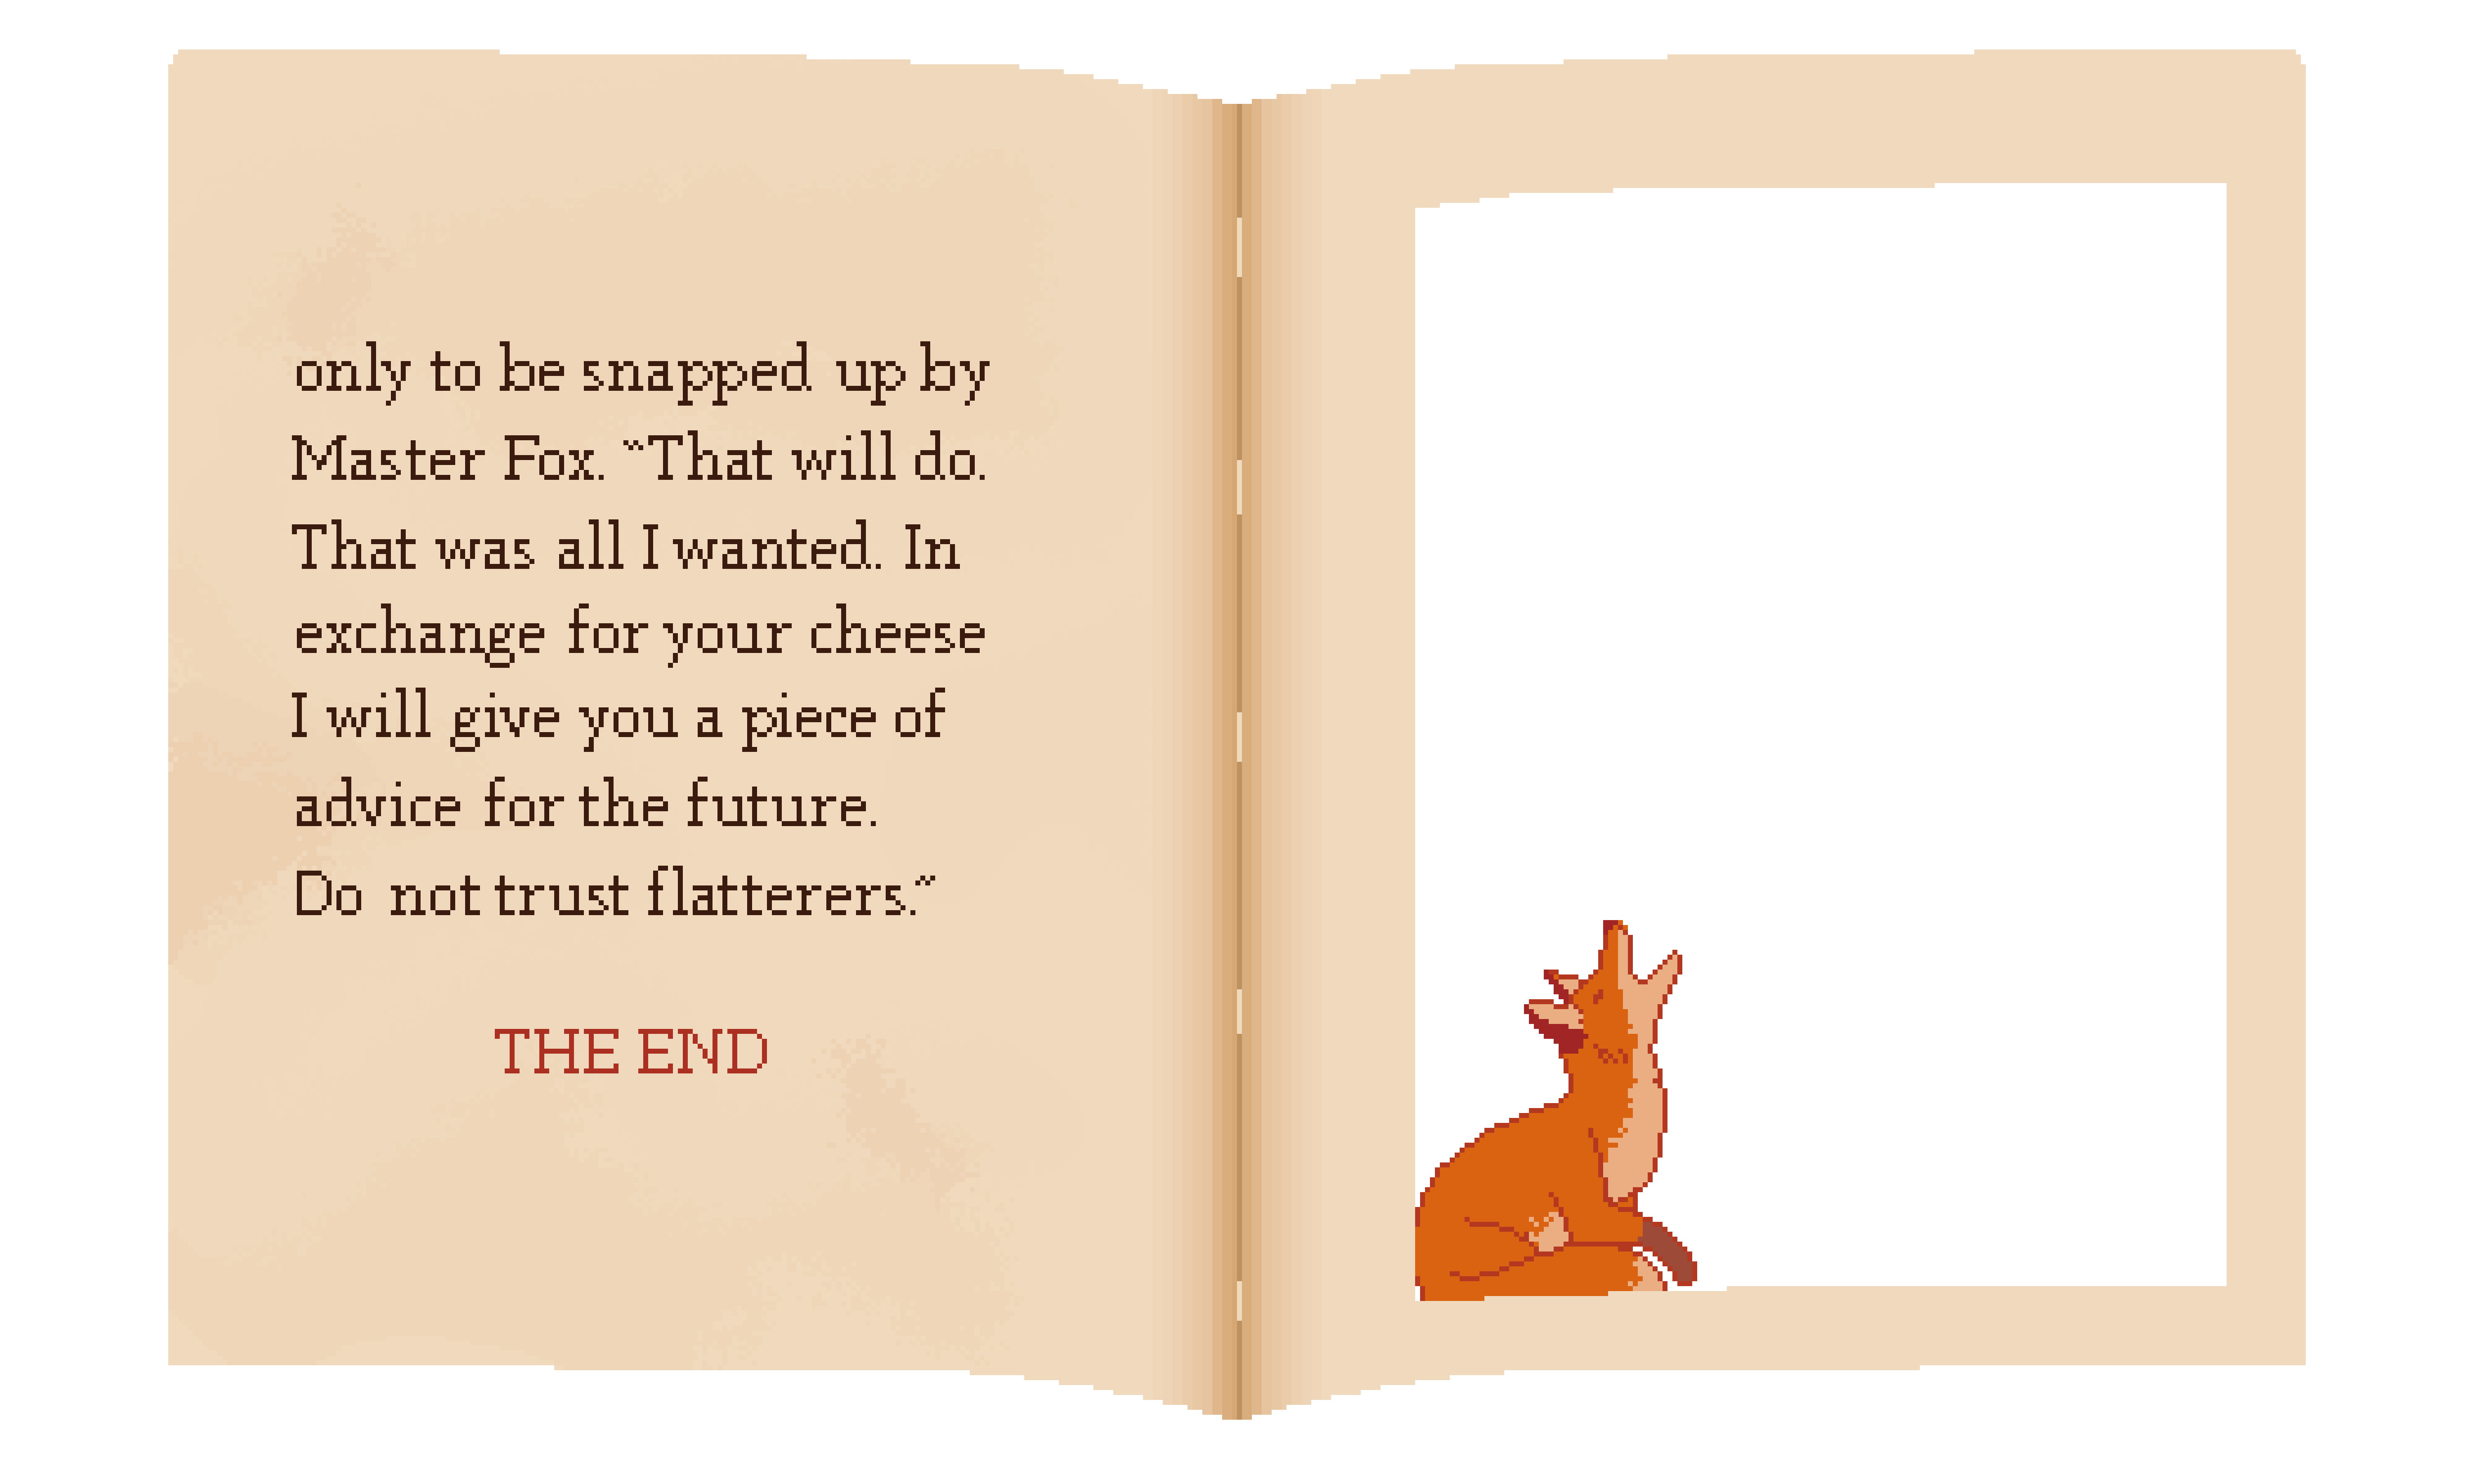 only to be snapped up by
Master Fox. "That will do.
That was all I wanted. In
exchange for your cheese
I will give you a piece of
advice for the future.
Do not trust flatterers."
THE END